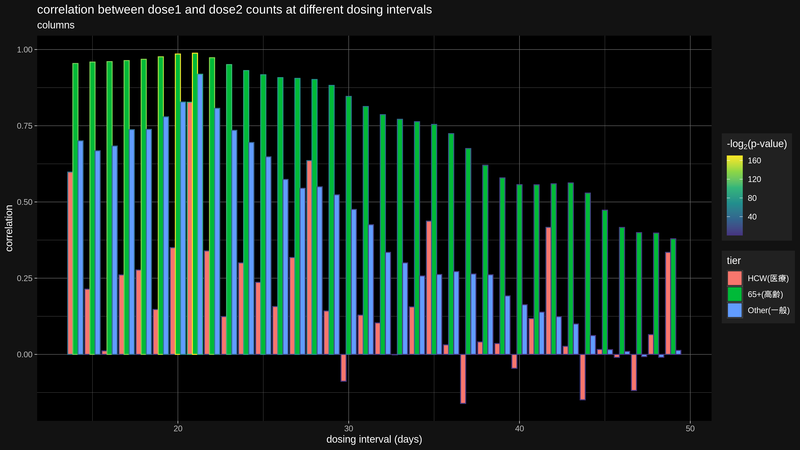 correlation between dose1 and dose2 counts at different dosing intervals
columns
1.00
0.75
0.50
0.25
0.00
correlation
20
30
40
50
dosing interval (days)
-log2(p-value)
160
120
80
40
tier
HCW(医療)
65+(高齢)
Other(一般)